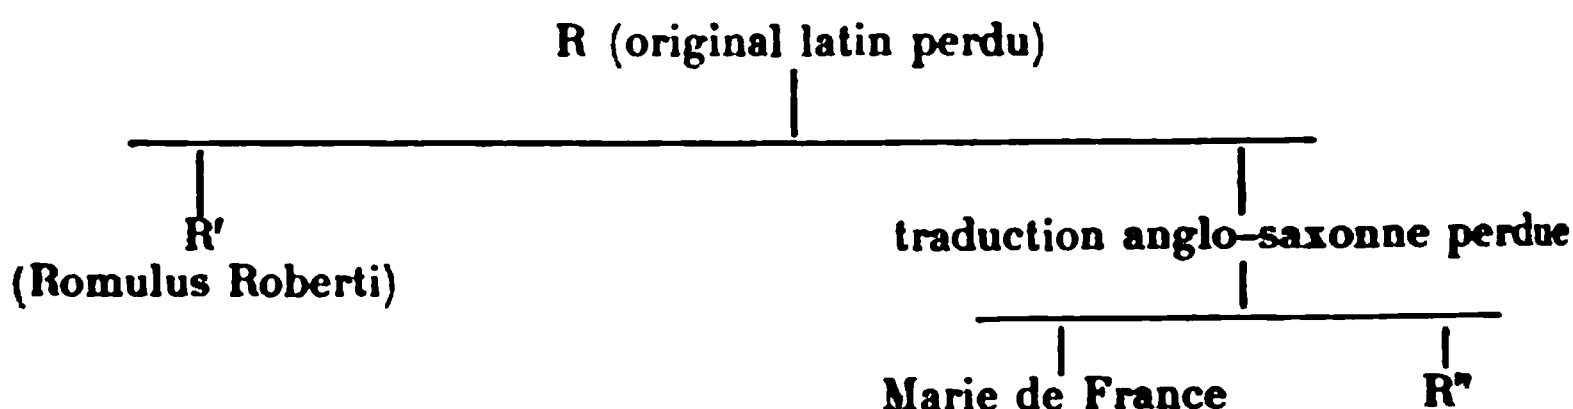 R (original latin perdu)
R'
(Romulus Roberti)
traduction anglo-saxonne perdue
Marie de France
R"